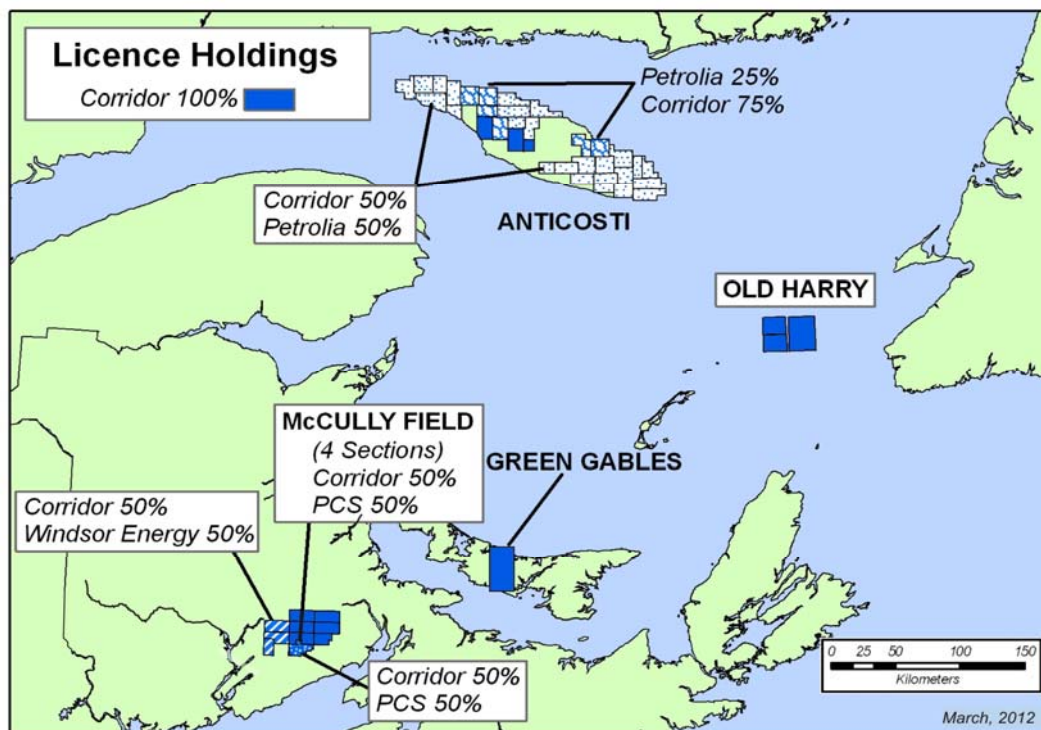 Licence Holdings
Corridor 100%
Petrolia 25%
Corridor 75%
Corridor 50%
Petrolia 50%
ANTICOSTI
OLD HARRY
McCULLY FIELD
(4 Sections)
Corridor 50%
PCS 50%
GREEN GABLES
Corridor 50%
Windsor Energy 50%
Corridor 50%
PCS 50%
0 25 50 100 150
Kilometers
March, 2012